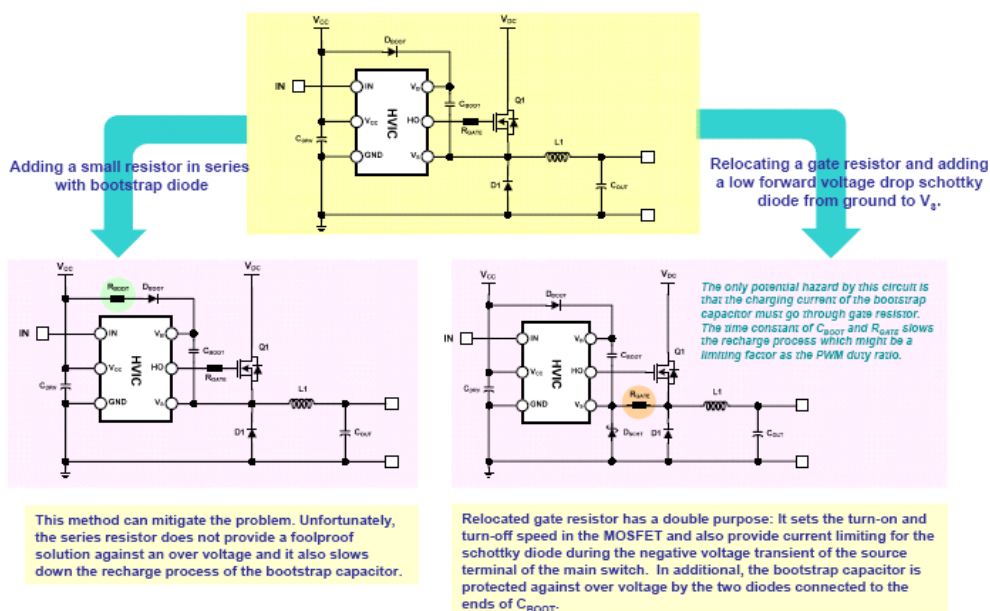 VCC
VDC
DBOOT
IN
IN
VB
CBOOT
Q1
HVIC
VCC
HO
RGATE
CDRV
L1
GND
VS
D1
COUT
Adding a small resistor in series
with bootstrap diode
Relocating a gate resistor and adding
a low forward voltage drop schottky
diode from ground to VS.
VCC
VDC
RBOOT
DBOOT
IN
IN
VB
CBOOT
Q1
HVIC
VCC
HO
RGATE
CDRV
L1
GND
VS
D1
COUT
VCC
VDC
DBOOT
The only potential hazard by this circuit is
that the charging current of the bootstrap
capacitor must go through gate resistor.
The time constant of CBOOT and RGATE slows
the recharge process which might be a
limiting factor as the PWM duty ratio.
IN
IN
VB
CBOOT
Q1
HVIC
VCC
HO
CDRV
RGATE
L1
GND
VS
DSCHT
D1
COUT
This method can mitigate the problem. Unfortunately,
the series resistor does not provide a foolproof
solution against an over voltage and it also slows
down the recharge process of the bootstrap capacitor.
Relocated gate resistor has a double purpose: It sets the turn-on and
turn-off speed in the MOSFET and also provide current limiting for the
schottky diode during the negative voltage transient of the source
terminal of the main switch. In additional, the bootstrap capacitor is
protected against over voltage by the two diodes connected to the
ends of CBOOT.